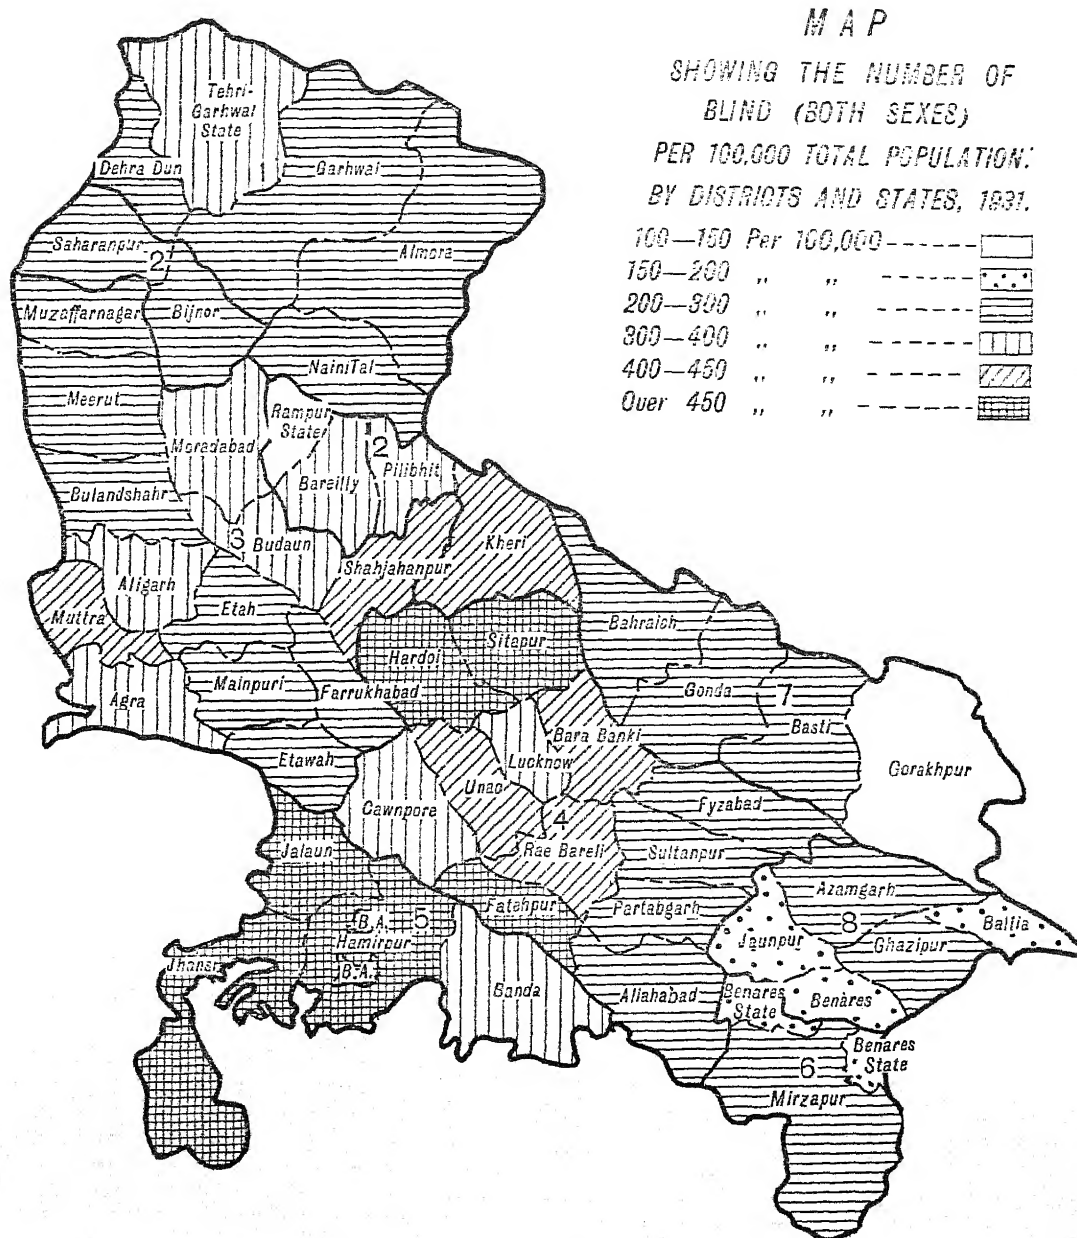 MAP
SHOWING THE NUMBER OF
BLIND (BOTH SEXES)
PER 100,000 TOTAL POPULATION.
BY DISTRICTS AND STATES, 1931.
100—150 Per 100,000
150—200 ,, ,,
200—300 ,, ,,
300—400 ,, ,,
400—450 ,, ,,
Over 450 ,, ,,
Tehri-
Garhwal
State
Dehra Dun
Garhwal
Saharanpur
2
Almora
Muzaffarnagar
Bijnor
Naini Tal
Meerut
Rampur
State
Moradabad
2
Pilibhit
Bareilly
Bulandshahr
3
Budaun
Kheri
Shahjahanpur
Aligarh
Muttra
Etah
Bahraich
Sitapur
Hardoi
Mainpuri
Farrukhabad
Gonda
7
Agra
Basti
Bara Banki
Etawah
Lucknow
Gorakhpur
Unao
Cawnpore
Fyzabad
4
Jalaun
Rae Bareli
Sultanpur
Azamgarh
Fatehpur
Partabgarh
B.A.
5
8
Ballia
Hamirpur
Jaunpur
Ghazipur
Jhansi
B.A.
Banda
Allahabad
Benares
State
Benares
Benares
State
6
Mirzapur